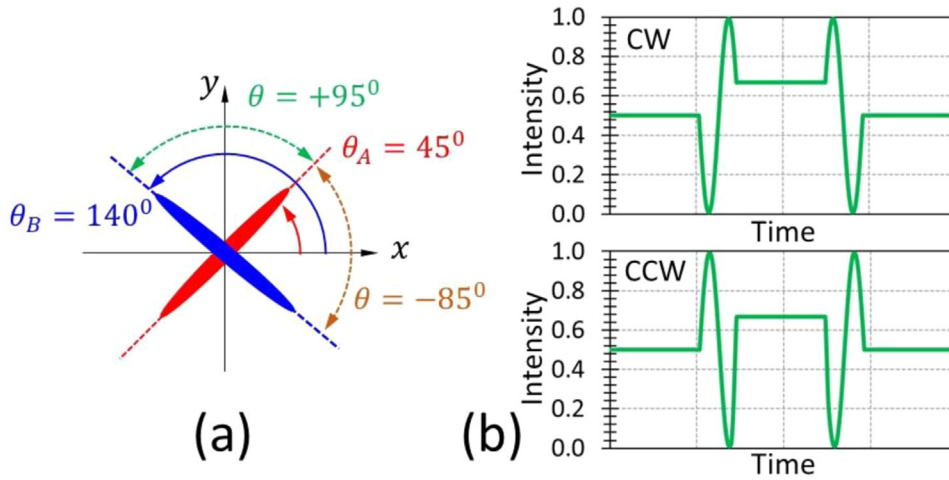 y
θ = +95⁰
θ_A = 45⁰
θ_B = 140⁰
x
θ = −85⁰
(a)
(b)
Intensity
1.0
0.8
0.6
0.4
0.2
0.0
CW
Time
Intensity
1.0
0.8
0.6
0.4
0.2
0.0
CCW
Time